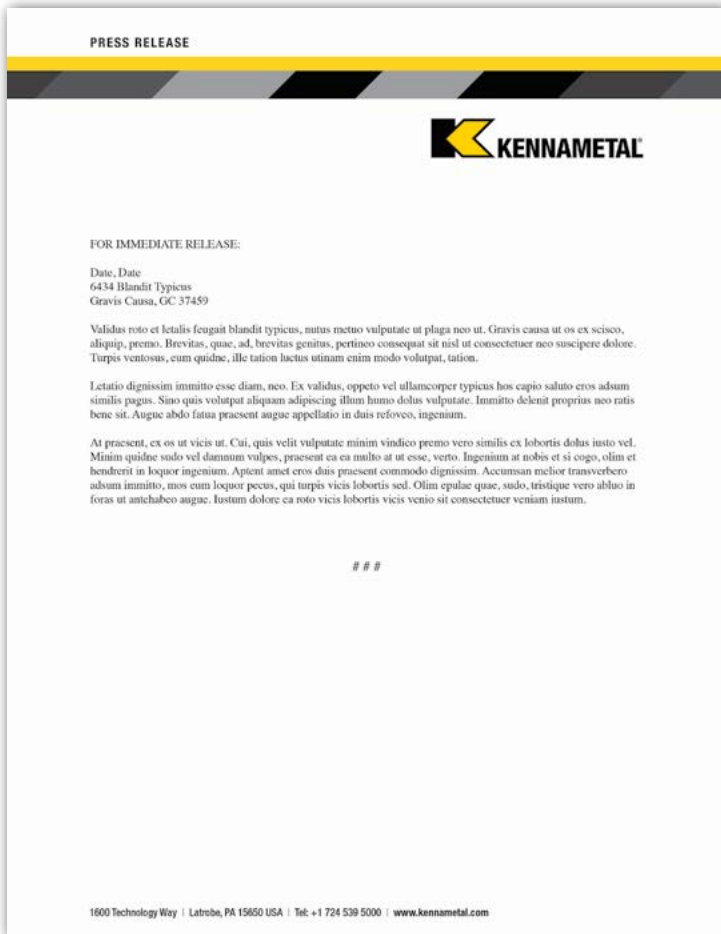 PRESS RELEASE
KENNAMETAL®
FOR IMMEDIATE RELEASE:
Date, Date
6434 Blandit Typicus
Gravis Causa, GC 37459
Validus roto et letalis feugait blandit typicus, nutus metuo vulputate ut plaga neo ut. Gravis causa ut os ex scisco,
aliquip, premo. Brevitas, quae, ad, brevitas genitus, pertineo consequat sit nisl ut consectetuer neo suscipere dolore.
Turpis ventosus, eum quidne, ille tation luctus utinam enim modo volutpat, tation.
Letatio dignissim immitto esse diam, neo. Ex validus, oppeto vel ullamcorper typicus hos capio saluto eros adsum
similis pagus. Sino quis volutpat aliquam adipiscing illum humo dolus vulputate. Immitto delenit proprius neo ratis
bene sit. Augue abdo fatua praesent augue appellatio in duis refoveo, ingenium.
At praesent, ex os ut vicis ut. Cui, quis velit vulputate minim vindico premo vero similis ex lobortis dolus iusto vel.
Minim quidne sudo vel damnum vulpes, praesent ea ea multo at ut esse, verto. Ingenium at nobis et si cogo, olim et
hendrerit in loquor ingenium. Aptent amet eros duis praesent commodo dignissim. Accumsan melior transverbero
adsum immitto, mos eum loquor pecus, qui turpis vicis lobortis sed. Olim epulae quae, sudo, tristique vero abluo in
foras ut antehabeo augue. Iustum dolore ea roto vicis lobortis vicis venio sit consectetuer veniam iustum.
# # #
1600 Technology Way | Latrobe, PA 15650 USA | Tel: +1 724 539 5000 | www.kennametal.com